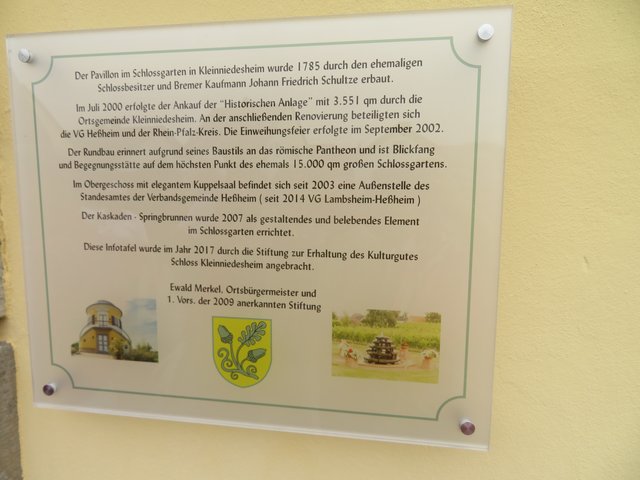 Der Pavillon im Schlossgarten in Kleinniedesheim wurde 1785 durch den ehemaligen
Schlossbesitzer und Bremer Kaufmann Johann Friedrich Schultze erbaut.
Im Juli 2000 erfolgte der Ankauf der "Historischen Anlage" mit 3.551 qm durch die
Ortsgemeinde Kleinniedesheim. An der anschließenden Renovierung beteiligten sich
die VG Heßheim und der Rhein-Pfalz-Kreis. Die Einweihungsfeier erfolgte im September 2002.
Der Rundbau erinnert aufgrund seines Baustils an das römische Pantheon und ist Blickfang
und Begegnungsstätte auf dem höchsten Punkt des ehemals 15.000 qm großen Schlossgartens.
Im Obergeschoss mit elegantem Kuppelsaal befindet sich seit 2003 eine Außenstelle des
Standesamtes der Verbandsgemeinde Heßheim ( seit 2014 VG Lambsheim-Heßheim )
Der Kaskaden - Springbrunnen wurde 2007 als gestaltendes und belebendes Element
im Schlossgarten errichtet.
Diese Infotafel wurde im Jahr 2017 durch die Stiftung zur Erhaltung des Kulturgutes
Schloss Kleinniedesheim angebracht.
Ewald Merkel, Ortsbürgermeister und
1. Vors. der 2009 anerkannten Stiftung